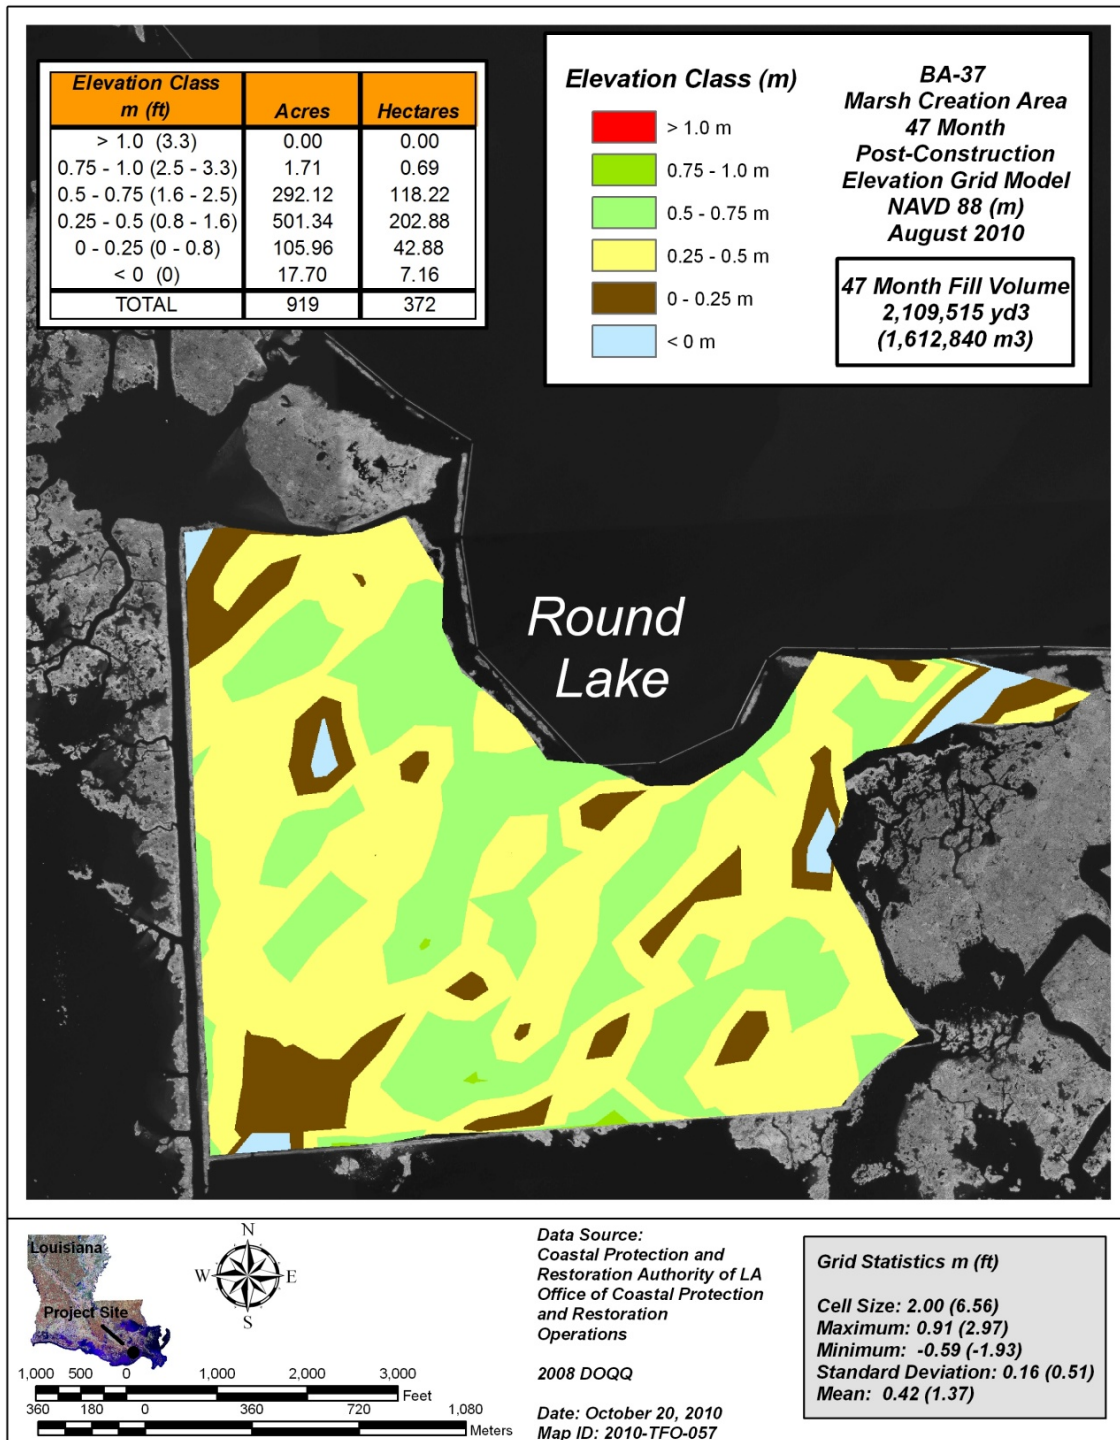 Elevation Class
m (ft) Acres Hectares
> 1.0 (3.3) 0.00 0.00
0.75 - 1.0 (2.5 - 3.3) 1.71 0.69
0.5 - 0.75 (1.6 - 2.5) 292.12 118.22
0.25 - 0.5 (0.8 - 1.6) 501.34 202.88
0 - 0.25 (0 - 0.8) 105.96 42.88
< 0 (0) 17.70 7.16
TOTAL 919 372
Elevation Class (m)
> 1.0 m
0.75 - 1.0 m
0.5 - 0.75 m
0.25 - 0.5 m
0 - 0.25 m
< 0 m
BA-37
Marsh Creation Area
47 Month
Post-Construction
Elevation Grid Model
NAVD 88 (m)
August 2010
47 Month Fill Volume
2,109,515 yd3
(1,612,840 m3)
Round
Lake
Louisiana
Project Site
N
W E
S
1,000 500 0 1,000 2,000 3,000
Feet
360 180 0 360 720 1,080
Meters
Data Source:
Coastal Protection and
Restoration Authority of LA
Office of Coastal Protection
and Restoration
Operations
2008 DOQQ
Date: October 20, 2010
Map ID: 2010-TFO-057
Grid Statistics m (ft)
Cell Size: 2.00 (6.56)
Maximum: 0.91 (2.97)
Minimum: -0.59 (-1.93)
Standard Deviation: 0.16 (0.51)
Mean: 0.42 (1.37)